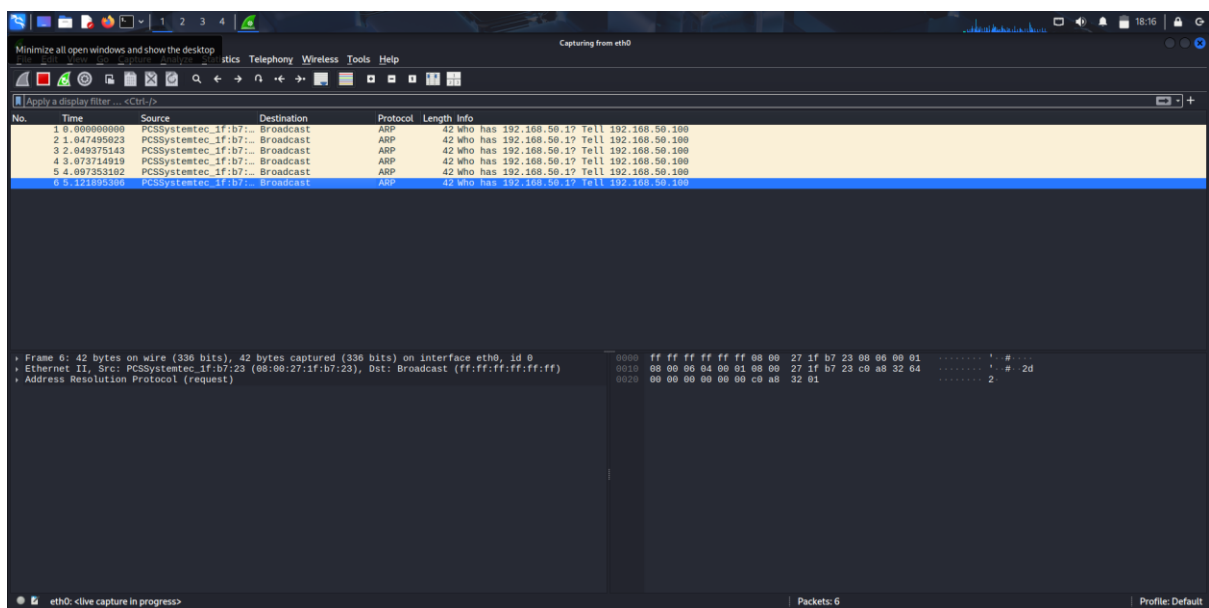 1 2 3 4
18:16
Capturing from eth0
Minimize all open windows and show the desktop
File Edit View Go Capture Analyze Statistics Telephony Wireless Tools Help
Apply a display filter ... <Ctrl-/>
No. Time Source Destination Protocol Length Info
1 0.000000000 PCSSystemtec_1f:b7:… Broadcast ARP 42 Who has 192.168.50.1? Tell 192.168.50.100
2 1.047495023 PCSSystemtec_1f:b7:… Broadcast ARP 42 Who has 192.168.50.1? Tell 192.168.50.100
3 2.049375143 PCSSystemtec_1f:b7:… Broadcast ARP 42 Who has 192.168.50.1? Tell 192.168.50.100
4 3.073714919 PCSSystemtec_1f:b7:… Broadcast ARP 42 Who has 192.168.50.1? Tell 192.168.50.100
5 4.097353102 PCSSystemtec_1f:b7:… Broadcast ARP 42 Who has 192.168.50.1? Tell 192.168.50.100
6 5.121895306 PCSSystemtec_1f:b7:… Broadcast ARP 42 Who has 192.168.50.1? Tell 192.168.50.100
Frame 6: 42 bytes on wire (336 bits), 42 bytes captured (336 bits) on interface eth0, id 0
Ethernet II, Src: PCSSystemtec_1f:b7:23 (08:00:27:1f:b7:23), Dst: Broadcast (ff:ff:ff:ff:ff:ff)
Address Resolution Protocol (request)
0000 ff ff ff ff ff ff 08 00 27 1f b7 23 08 06 00 01 ········ '··#····
0010 08 00 06 04 00 01 08 00 27 1f b7 23 c0 a8 32 64 ········ '··#··2d
0020 00 00 00 00 00 00 c0 a8 32 01 ········ 2·
eth0: <live capture in progress>
Packets: 6
Profile: Default